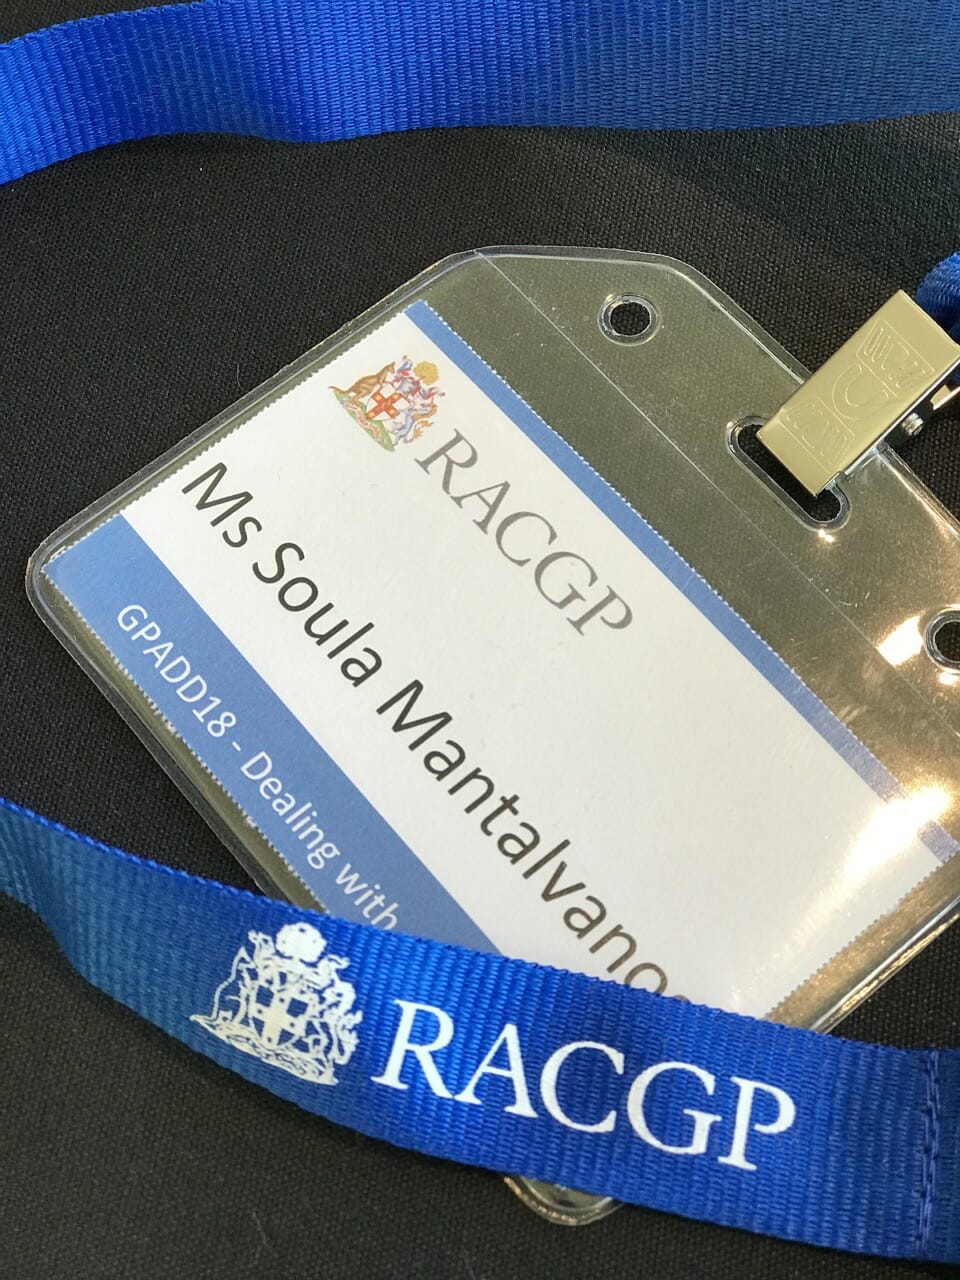 RACGP
Ms Soula Mantalvano
GPADD18 - Dealing with
RACGP